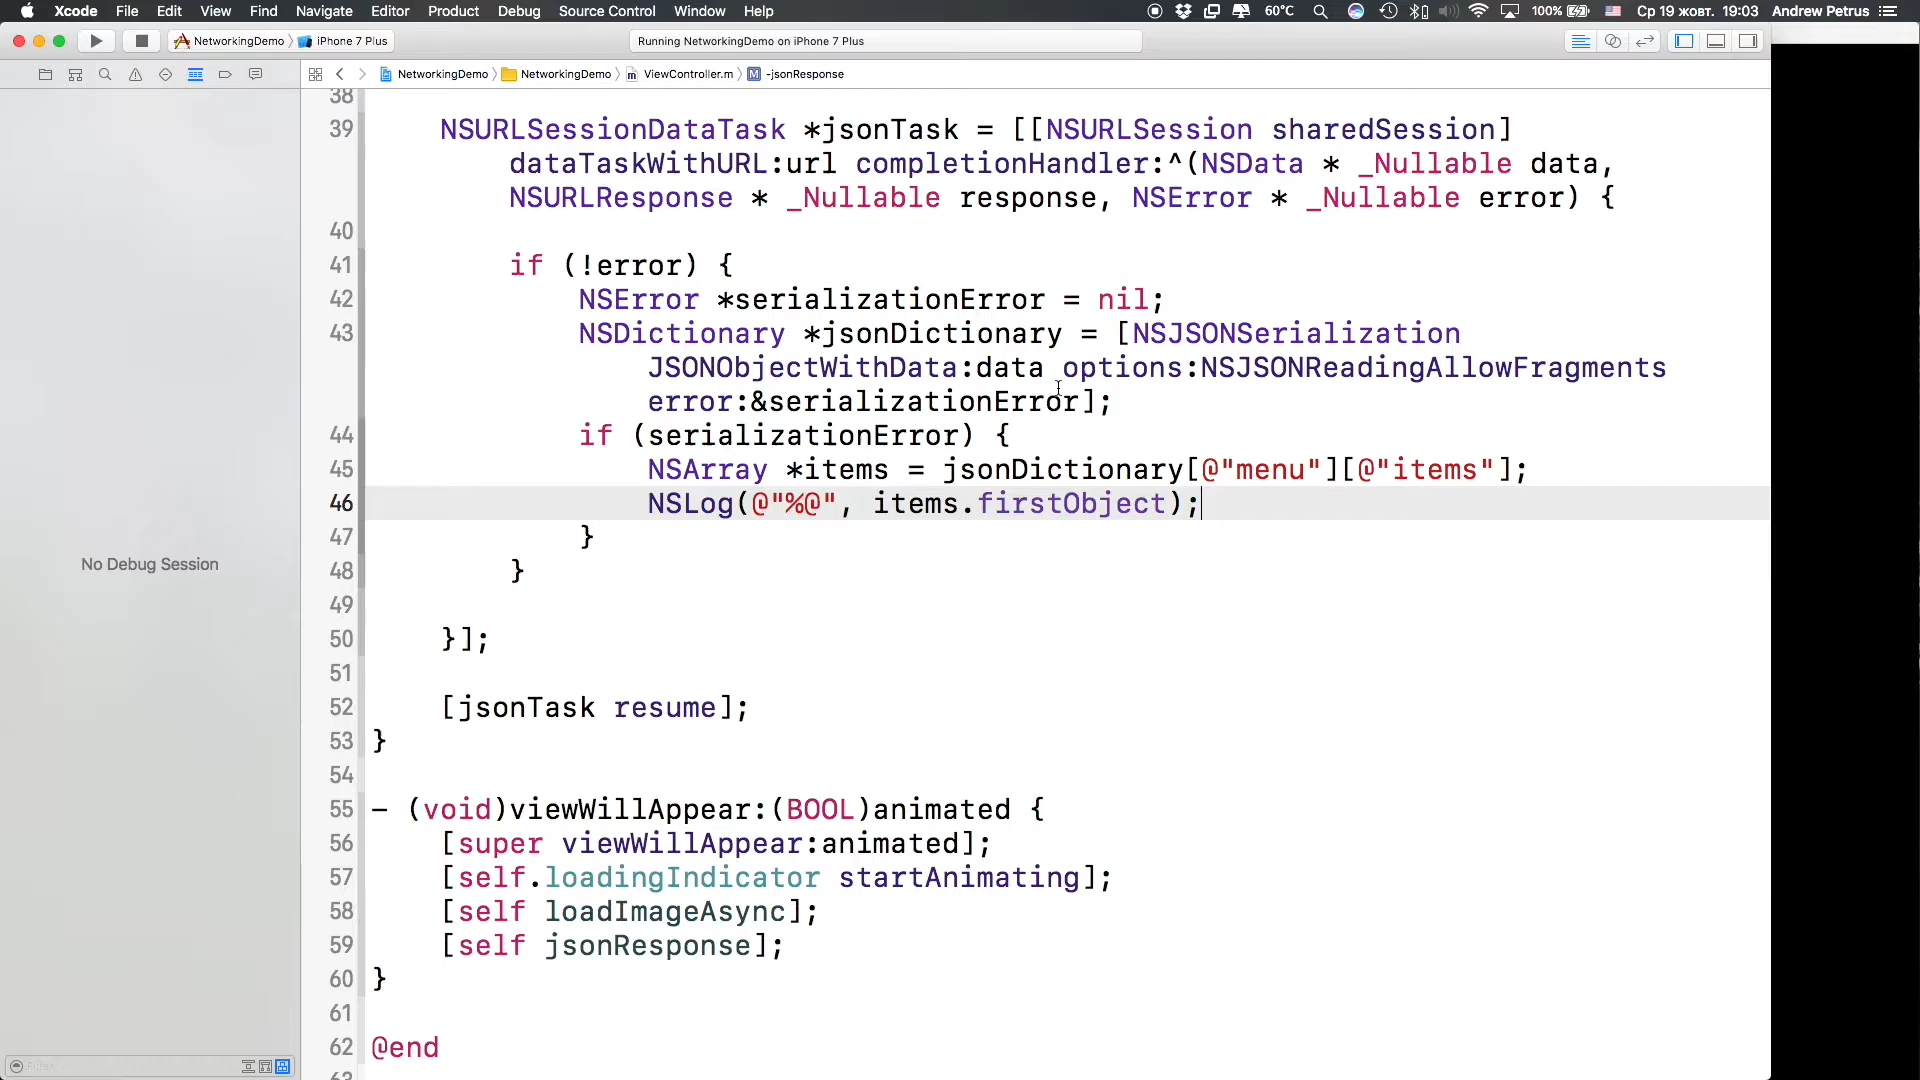 Xcode File Edit View Find Navigate Editor Product Debug Source Control Window Help 60°C 100% Ср 19 жовт. 19:03 Andrew Petrus
NetworkingDemo iPhone 7 Plus Running NetworkingDemo on iPhone 7 Plus
NetworkingDemo NetworkingDemo m ViewController.m M -jsonResponse
38
39 NSURLSessionDataTask *jsonTask = [[NSURLSession sharedSession]
dataTaskWithURL:url completionHandler:^(NSData * _Nullable data,
NSURLResponse * _Nullable response, NSError * _Nullable error) {
40
41 if (!error) {
42 NSError *serializationError = nil;
43 NSDictionary *jsonDictionary = [NSJSONSerialization
JSONObjectWithData:data options:NSJSONReadingAllowFragments
error:&serializationError];
44 if (serializationError) {
45 NSArray *items = jsonDictionary[@"menu"][@"items"];
46 NSLog(@"%@", items.firstObject);
47 }
48 }
49
50 }];
51
52 [jsonTask resume];
53 }
54
55 - (void)viewWillAppear:(BOOL)animated {
56 [super viewWillAppear:animated];
57 [self.loadingIndicator startAnimating];
58 [self loadImageAsync];
59 [self jsonResponse];
60 }
61
62 @end
63
No Debug Session
Filter